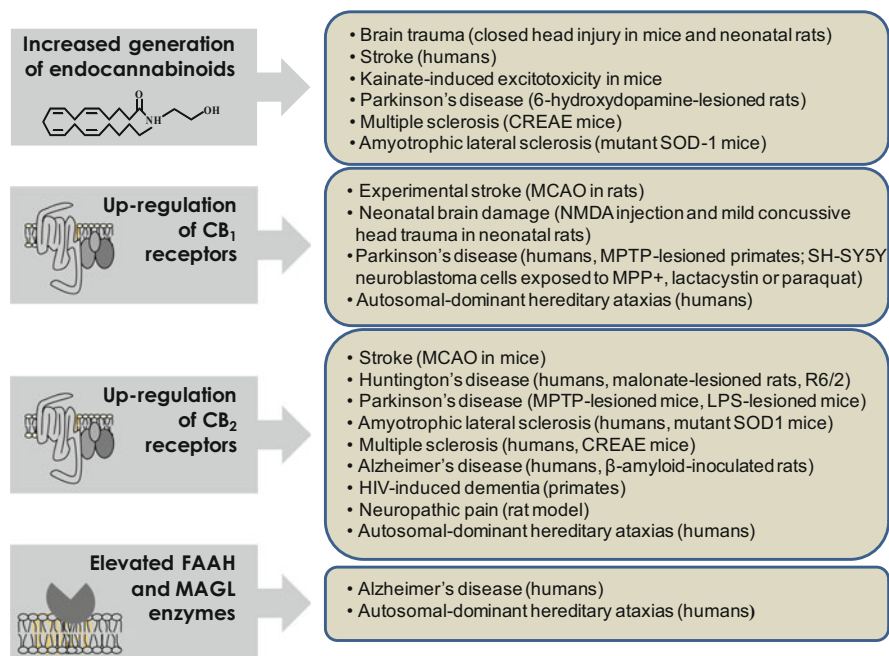 Increased generation
of endocannabinoids
O
NH
OH
• Brain trauma (closed head injury in mice and neonatal rats)
• Stroke (humans)
• Kainate-induced excitotoxicity in mice
• Parkinson's disease (6-hydroxydopamine-lesioned rats)
• Multiple sclerosis (CREAE mice)
• Amyotrophic lateral sclerosis (mutant SOD-1 mice)
Up-regulation
of CB1
receptors
• Experimental stroke (MCAO in rats)
• Neonatal brain damage (NMDA injection and mild concussive
head trauma in neonatal rats)
• Parkinson's disease (humans, MPTP-lesioned primates; SH-SY5Y
neuroblastoma cells exposed to MPP+, lactacystin or paraquat)
• Autosomal-dominant hereditary ataxias (humans)
Up-regulation
of CB2
receptors
• Stroke (MCAO in mice)
• Huntington's disease (humans, malonate-lesioned rats, R6/2)
• Parkinson's disease (MPTP-lesioned mice, LPS-lesioned mice)
• Amyotrophic lateral sclerosis (humans, mutant SOD1 mice)
• Multiple sclerosis (humans, CREAE mice)
• Alzheimer's disease (humans, β-amyloid-inoculated rats)
• HIV-induced dementia (primates)
• Neuropathic pain (rat model)
• Autosomal-dominant hereditary ataxias (humans)
Elevated FAAH
and MAGL
enzymes
• Alzheimer's disease (humans)
• Autosomal-dominant hereditary ataxias (humans)